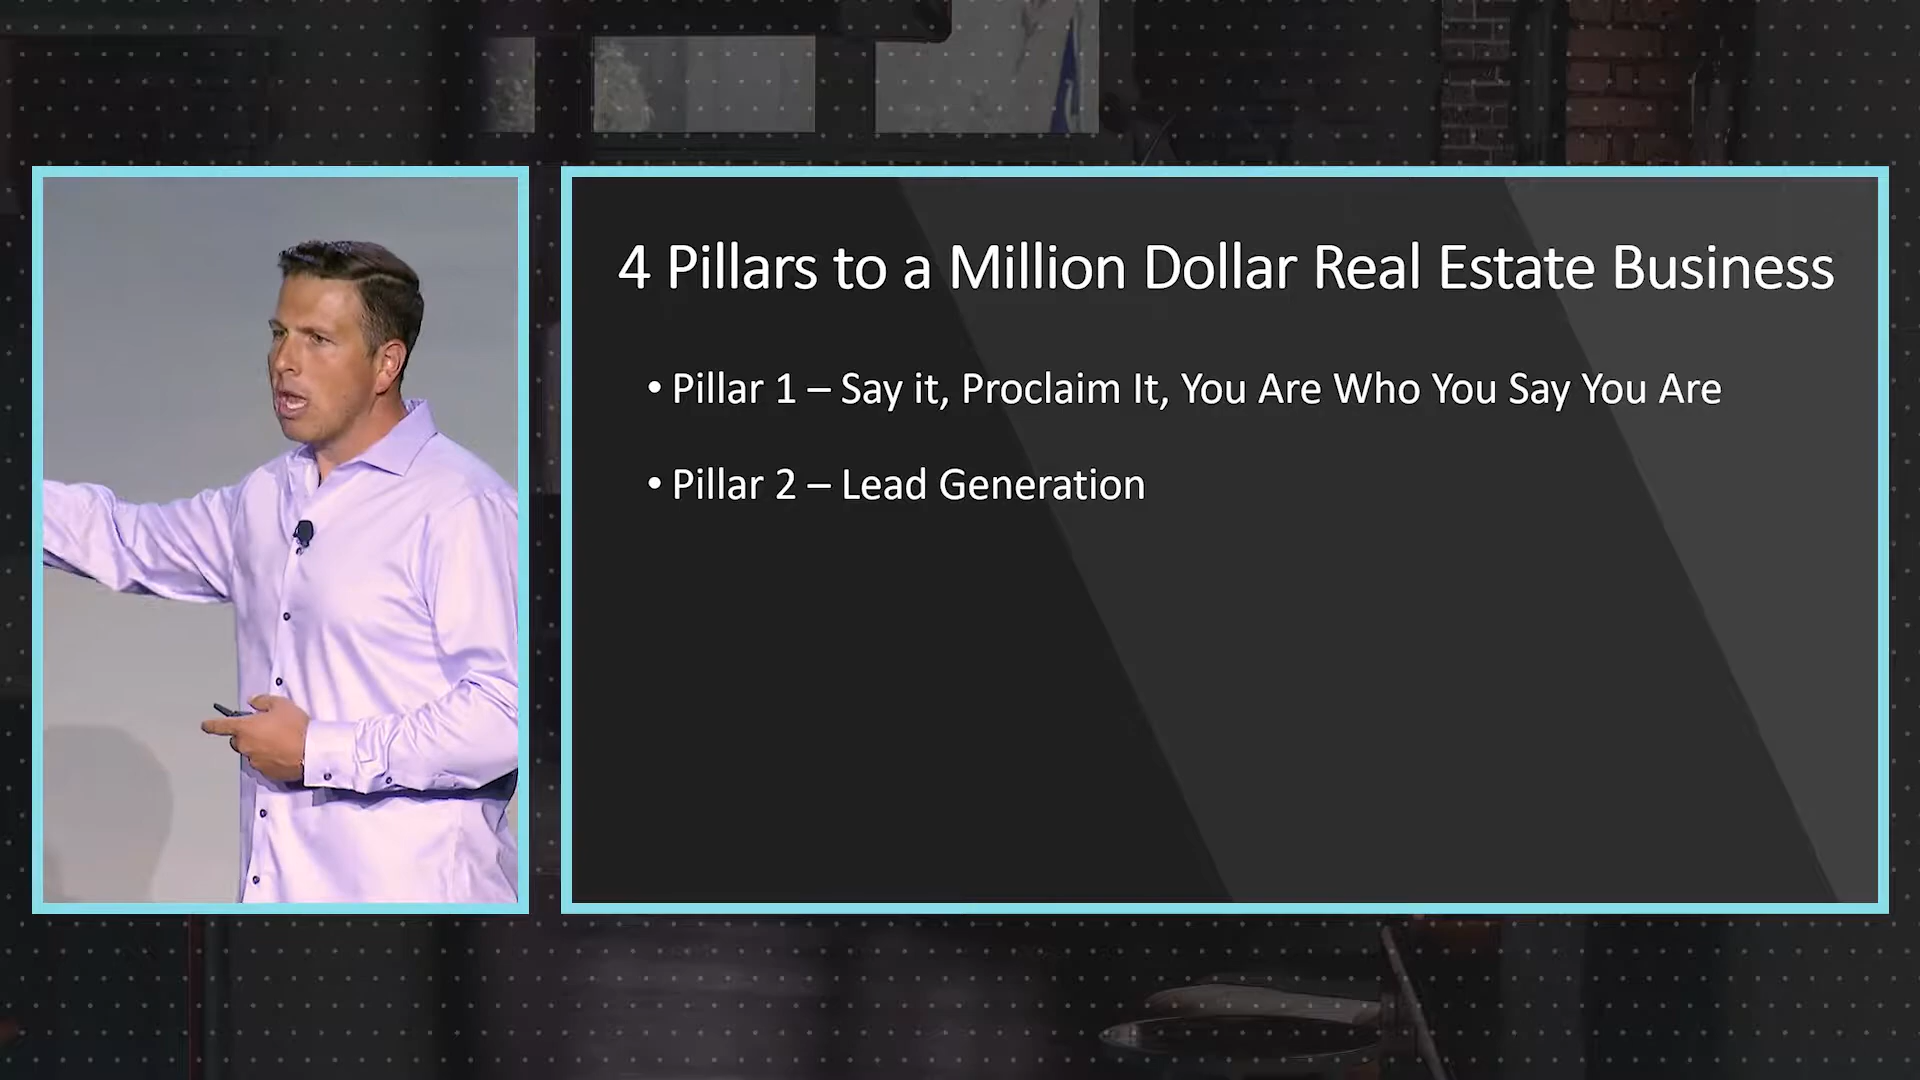 4 Pillars to a Million Dollar Real Estate Business
• Pillar 1 – Say it, Proclaim It, You Are Who You Say You Are
• Pillar 2 – Lead Generation